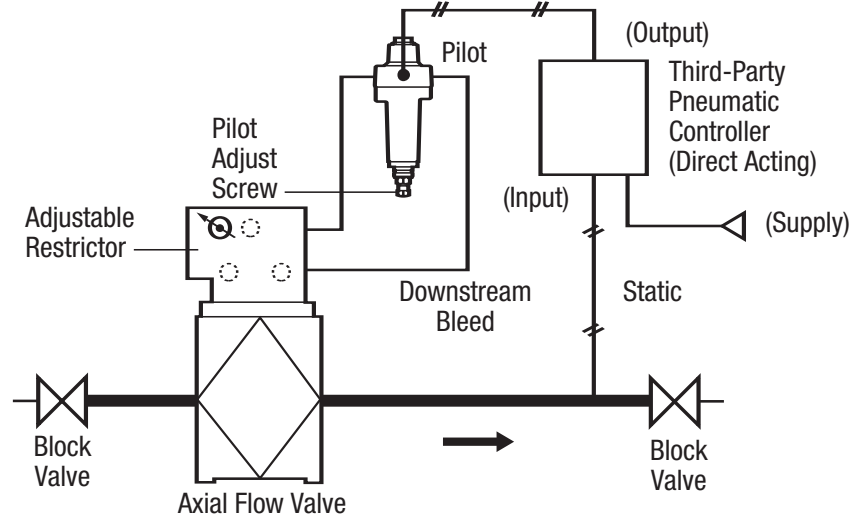 (Output)
Pilot
Third-Party
Pneumatic
Controller
(Direct Acting)
Pilot
Adjust
Screw
(Input)
(Supply)
Adjustable
Restrictor
Downstream
Bleed
Static
Block
Valve
Block
Valve
Axial Flow Valve